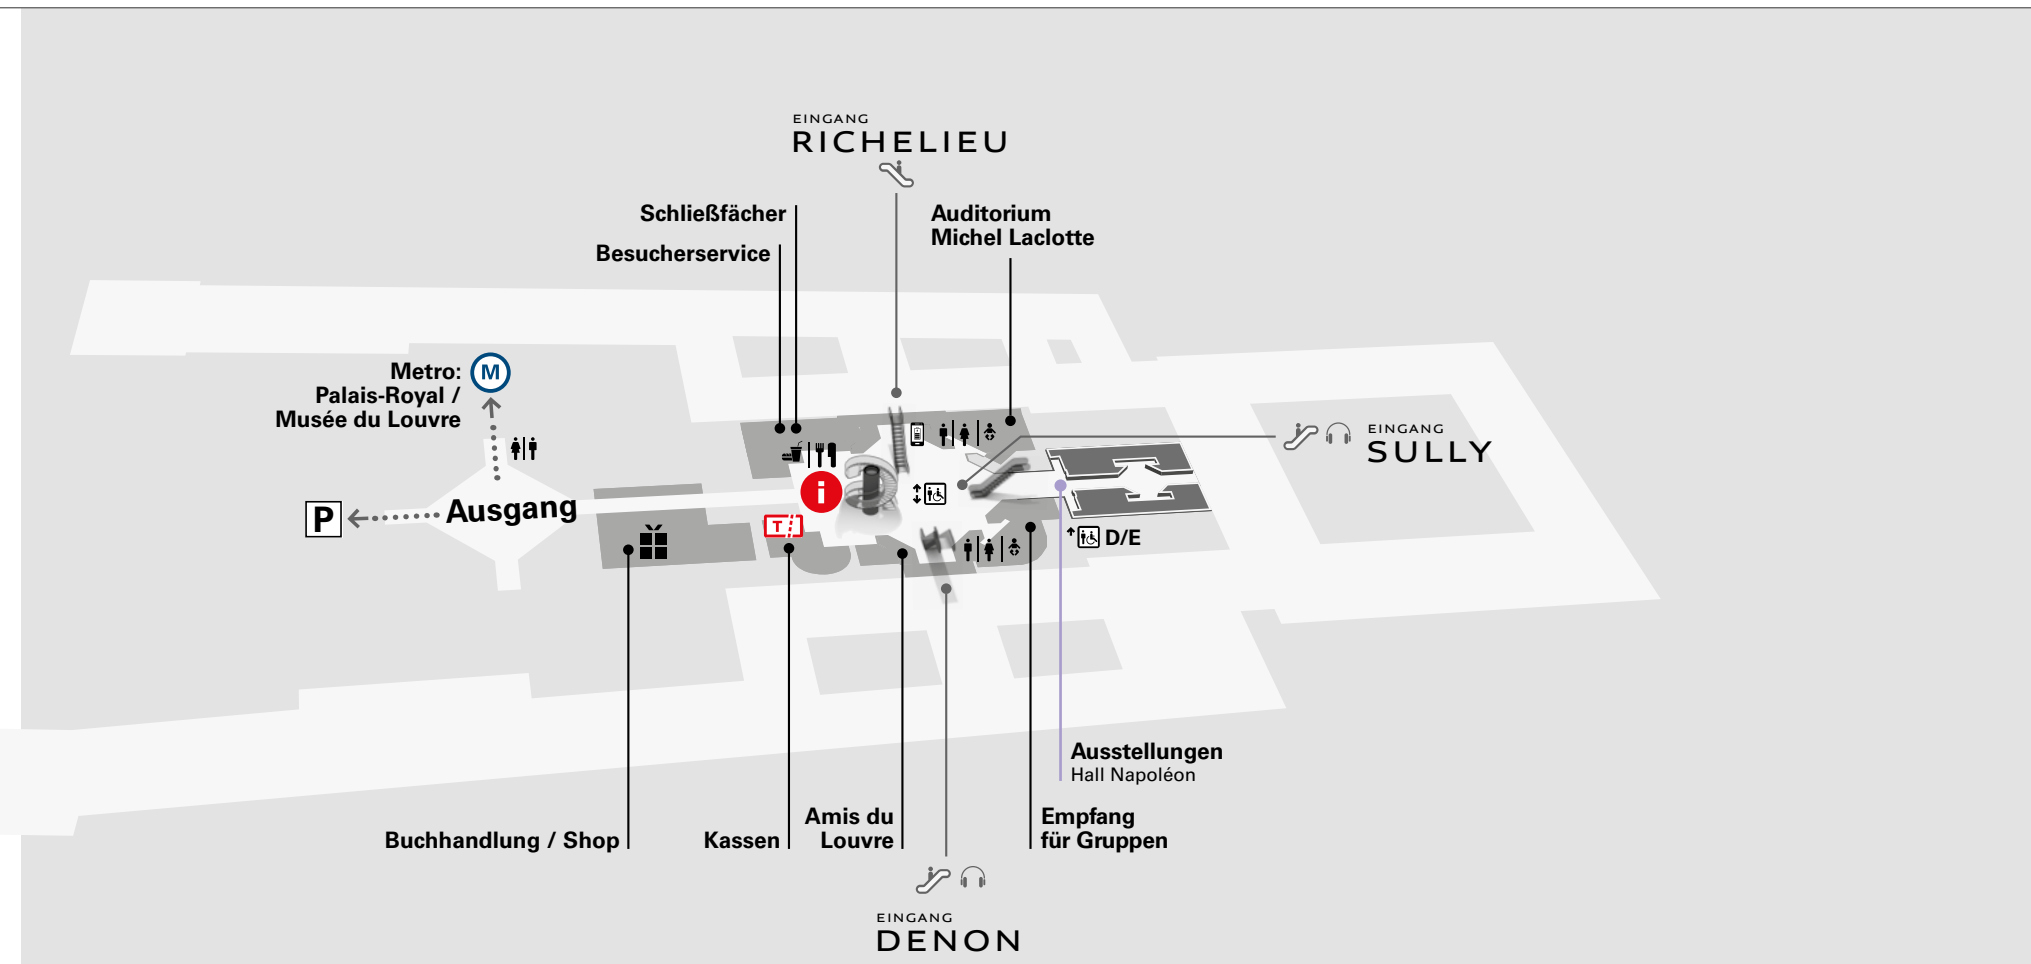 EINGANG
RICHELIEU
Schließfächer
Besucherservice
Auditorium
Michel Laclotte
Metro:
Palais-Royal /
Musée du Louvre
M
EINGANG
SULLY
P
Ausgang
i
T
D/E
Ausstellungen
Hall Napoléon
Buchhandlung / Shop
Kassen
Amis du
Louvre
Empfang
für Gruppen
EINGANG
DENON